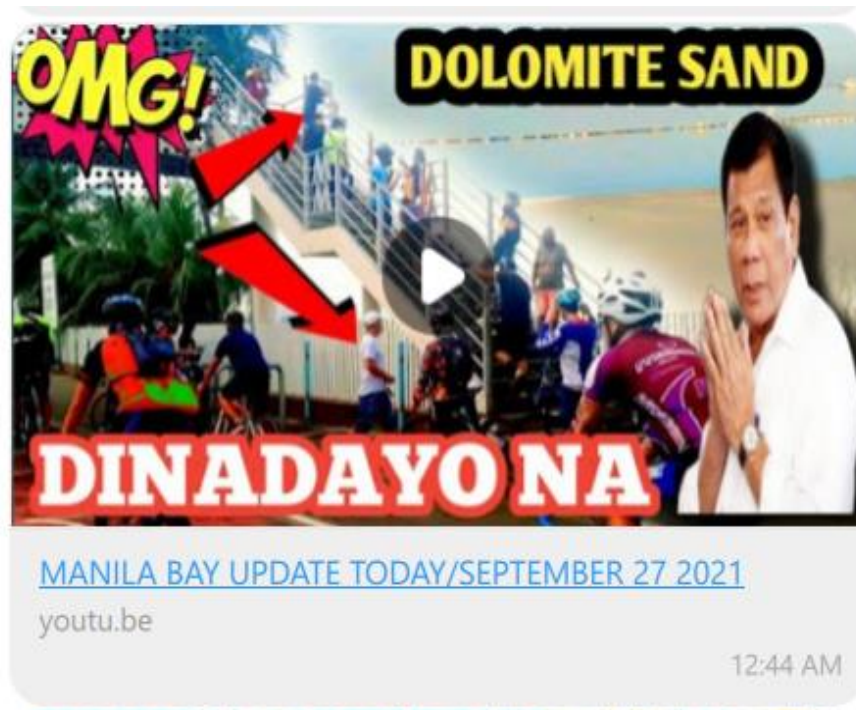 OMG!
DOLOMITE SAND
DINADAYO NA
MANILA BAY UPDATE TODAY/SEPTEMBER 27 2021
youtu.be
12:44 AM